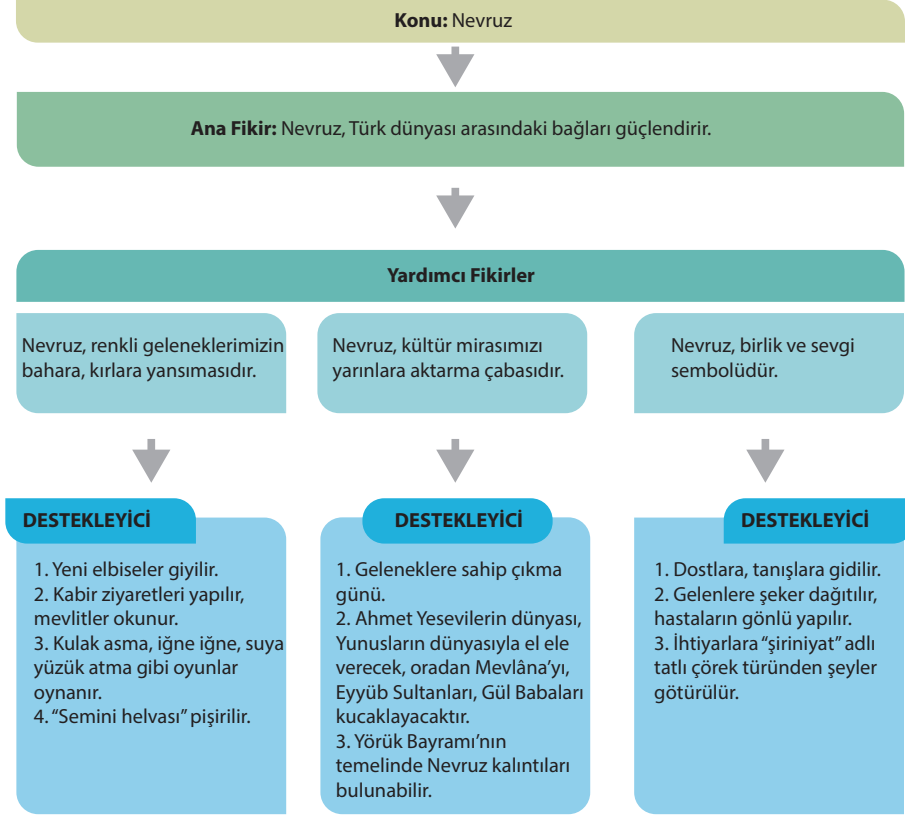 Konu: Nevruz
Ana Fikir: Nevruz, Türk dünyası arasındaki bağları güçlendirir.
Yardımcı Fikirler
Nevruz, renkli geleneklerimizin
bahara, kırlara yansımasıdır.
Nevruz, kültür mirasımızı
yarınlara aktarma çabasıdır.
Nevruz, birlik ve sevgi
sembolüdür.
DESTEKLEYİCİ
1. Yeni elbiseler giyilir.
2. Kabir ziyaretleri yapılır,
mevlitler okunur.
3. Kulak asma, iğne iğne, suya
yüzük atma gibi oyunlar
oynanır.
4. “Semini helvası” pişirilir.
DESTEKLEYİCİ
1. Geleneklere sahip çıkma
günü.
2. Ahmet Yesevilerin dünyası,
Yunusların dünyasıyla el ele
verecek, oradan Mevlâna’yı,
Eyyüb Sultanları, Gül Babaları
kucaklayacaktır.
3. Yörük Bayramı’nın
temelinde Nevruz kalıntıları
bulunabilir.
DESTEKLEYİCİ
1. Dostlara, tanışlara gidilir.
2. Gelenlere şeker dağıtılır,
hastaların gönlü yapılır.
3. İhtiyarlara “şiriniyat” adlı
tatlı çörek türünden şeyler
götürülür.